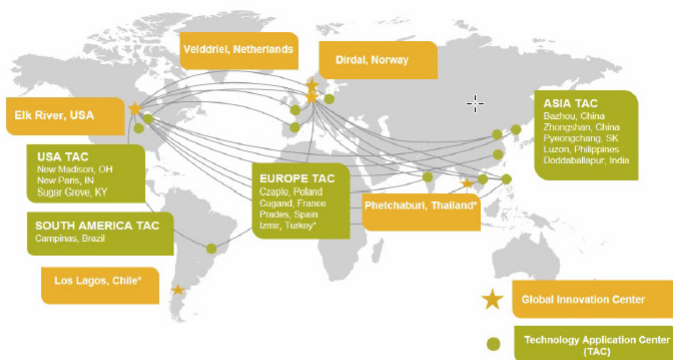 Velddriel, Netherlands
Dirdal, Norway
Elk River, USA
ASIA TAC
Bazhou, China
Zhongshan, China
Pyeongchang, SK
Luzon, Philippines
Doddaballapur, India
USA TAC
New Madison, OH
New Paris, IN
Sugar Grove, KY
EUROPE TAC
Czaple, Poland
Cugand, France
Prades, Spain
Izmir, Turkey*
Phetchaburi, Thailand*
SOUTH AMERICA TAC
Campinas, Brazil
Los Lagos, Chile*
Global Innovation Center
Technology Application Center
(TAC)